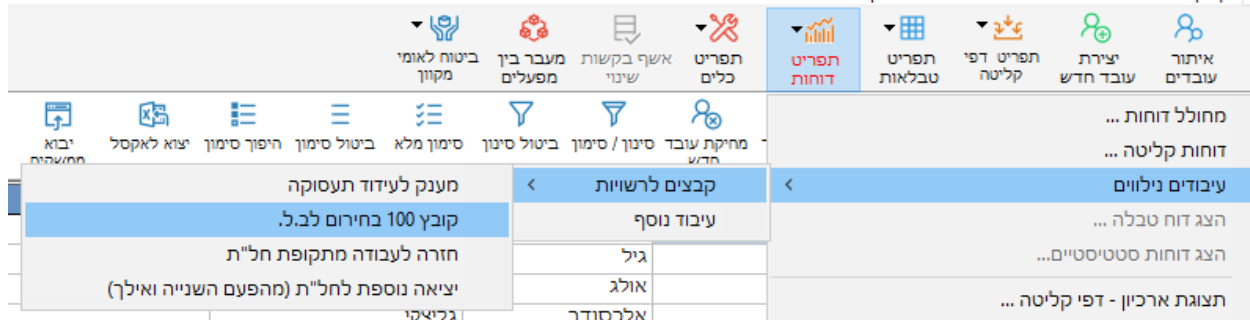 איתור עובדים
יצירת עובד חדש
תפריט דפי קליטה
תפריט טבלאות
תפריט דוחות
תפריט כלים
אשף בקשות שינוי
מעבר בין מפעלים
ביטוח לאומי מקוון
מחיקת עובד חדש
סינון / סימון
ביטול סינון
סימון מלא
ביטול סימון
היפוך סימון
יצוא לאקסל
יבוא ממשקים
מחולל דוחות ...
דוחות קליטה ...
עיבודים נילווים
הצג דוח טבלה ...
הצג דוחות סטטיסטיים...
תצוגת ארכיון - דפי קליטה ...
קבצים לרשויות
עיבוד נוסף
מענק לעידוד תעסוקה
קובץ 100 בחירום לב.ל.
חזרה לעבודה מתקופת חל"ת
יציאה נוספת לחל"ת (מהפעם השנייה ואילך)
גיל
אולג
אלכסנדר
גליצקי